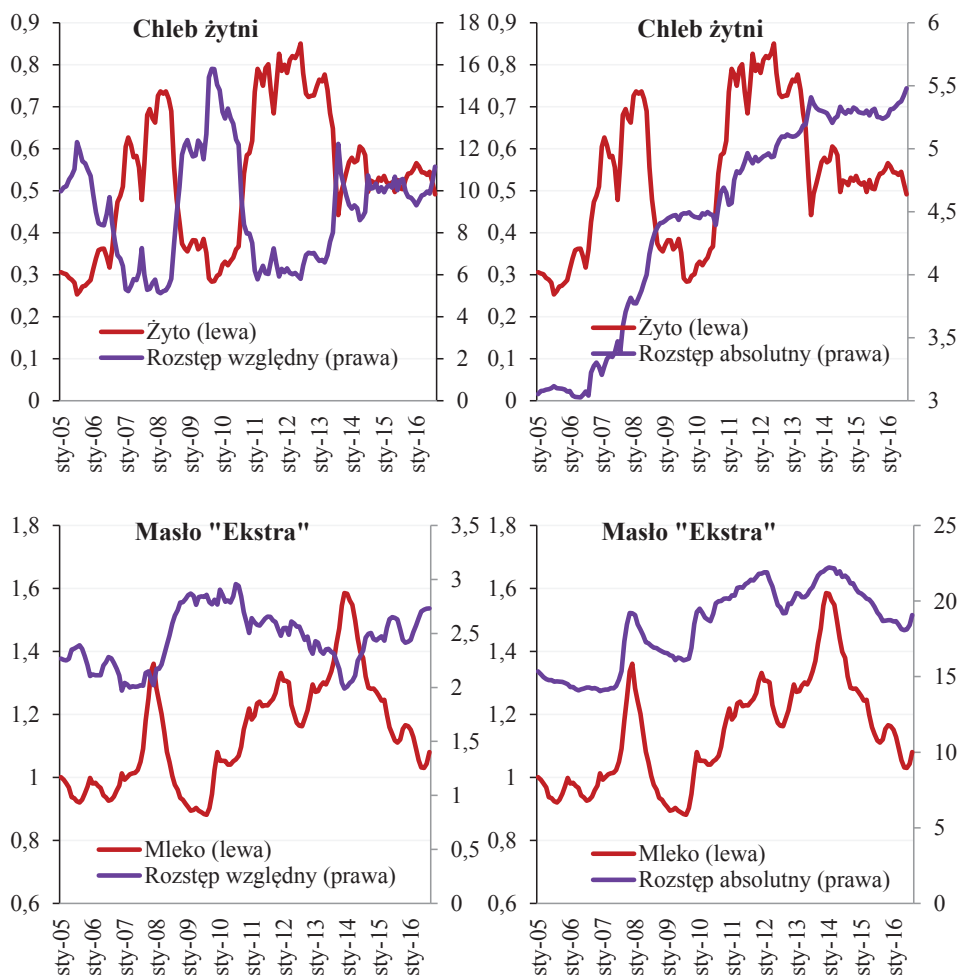 Chleb żytni
0,9
0,8
0,7
0,6
0,5
0,4
0,3
0,2
0,1
0
18
16
14
12
10
8
6
4
2
0
Żyto (lewa)
Rozstęp względny (prawa)
sty-05
sty-06
sty-07
sty-08
sty-09
sty-10
sty-11
sty-12
sty-13
sty-14
sty-15
sty-16
Chleb żytni
0,9
0,8
0,7
0,6
0,5
0,4
0,3
0,2
0,1
0
6
5,5
5
4,5
4
3,5
3
Żyto (lewa)
Rozstęp absolutny (prawa)
sty-05
sty-06
sty-07
sty-08
sty-09
sty-10
sty-11
sty-12
sty-13
sty-14
sty-15
sty-16
Masło "Ekstra"
1,8
1,6
1,4
1,2
1
0,8
0,6
3,5
3
2,5
2
1,5
1
0,5
0
Mleko (lewa)
Rozstęp względny (prawa)
sty-05
sty-06
sty-07
sty-08
sty-09
sty-10
sty-11
sty-12
sty-13
sty-14
sty-15
sty-16
Masło "Ekstra"
1,8
1,6
1,4
1,2
1
0,8
0,6
25
20
15
10
5
0
Mleko (lewa)
Rozstęp absolutny (prawa)
sty-05
sty-06
sty-07
sty-08
sty-09
sty-10
sty-11
sty-12
sty-13
sty-14
sty-15
sty-16